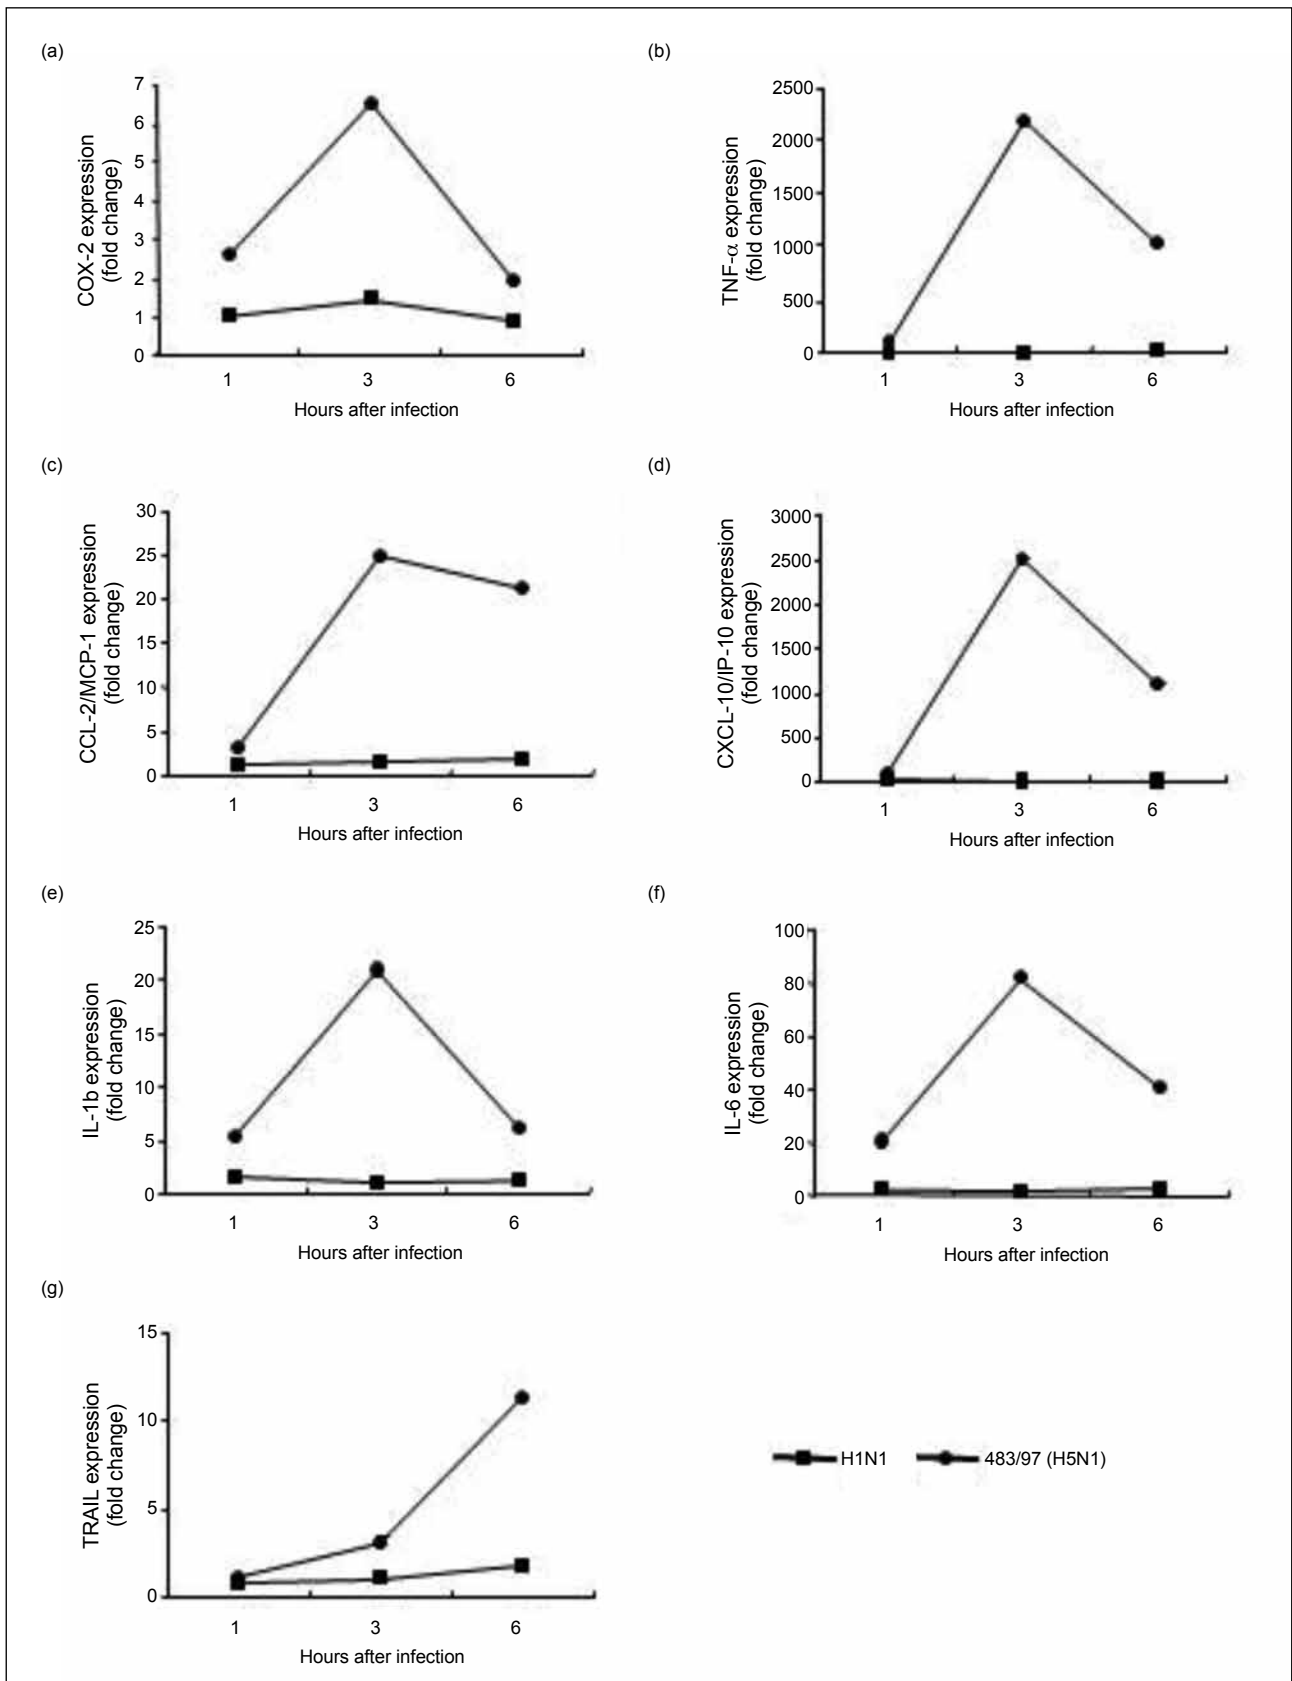 (a)
COX-2 expression
(fold change)
7
6
5
4
3
2
1
0
1 3 6
Hours after infection
(b)
TNF-α expression
(fold change)
2500
2000
1500
1000
500
0
1 3 6
Hours after infection
(c)
CCL-2/MCP-1 expression
(fold change)
30
25
20
15
10
5
0
1 3 6
Hours after infection
(d)
CXCL-10/IP-10 expression
(fold change)
3000
2500
2000
1500
1000
500
0
1 3 6
Hours after infection
(e)
IL-1b expression
(fold change)
25
20
15
10
5
0
1 3 6
Hours after infection
(f)
IL-6 expression
(fold change)
100
80
60
40
20
0
1 3 6
Hours after infection
(g)
TRAIL expression
(fold change)
15
10
5
0
1 3 6
Hours after infection
H1N1 483/97 (H5N1)